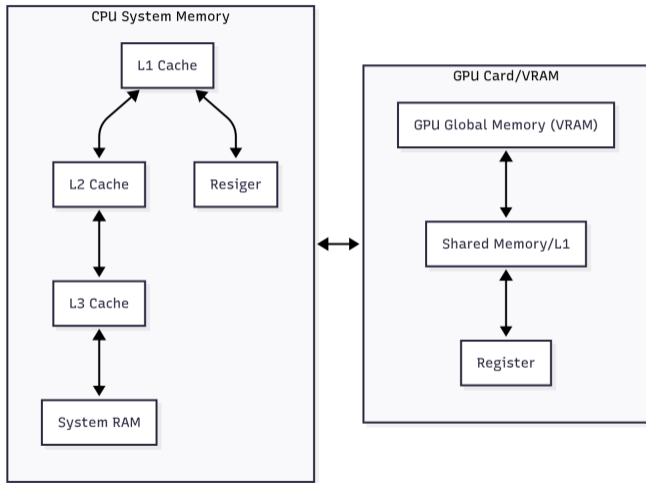 CPU System Memory
L1 Cache
L2 Cache
Resiger
L3 Cache
System RAM
GPU Card/VRAM
GPU Global Memory (VRAM)
Shared Memory/L1
Register